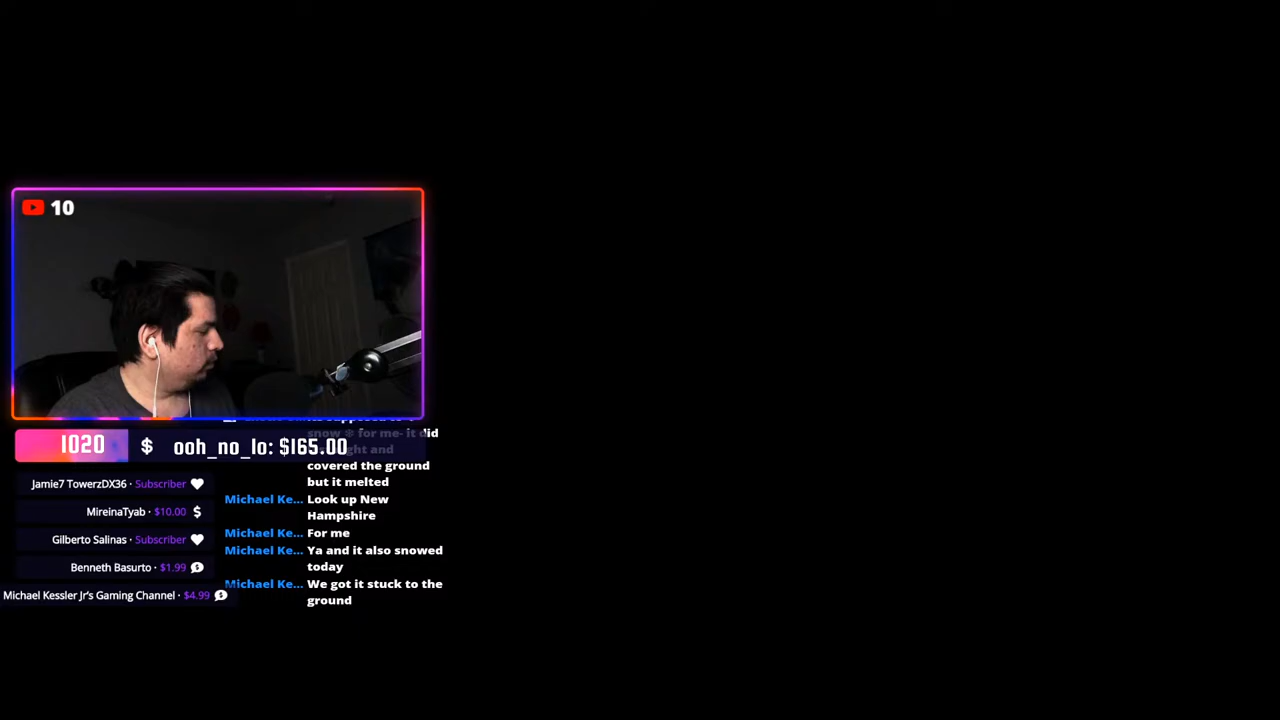 10
snow ❄ for me- it did
and
covered the ground
but it melted
1020
$ ooh_no_lo: $165.00
Jamie7 TowerzDX36 · Subscriber
MireinaTyab · $10.00 $
Gilberto Salinas · Subscriber
Benneth Basurto · $1.99
Michael Kessler Jr's Gaming Channel · $4.99
Michael Ke... Look up New
Hampshire
Michael Ke... For me
Michael Ke... Ya and it also snowed
today
Michael Ke... We got it stuck to the
ground